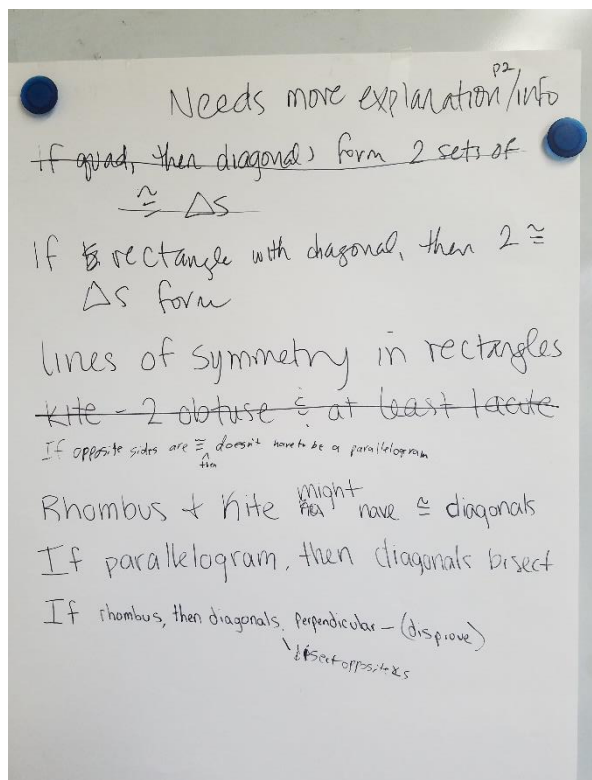 p2
Needs more explanation/info
If quad, then diagonals form 2 sets of
≅ △s
If rectangle with diagonal, then 2 ≅
△s form
lines of symmetry in rectangles
Kite - 2 obtuse & at least 1 acute
If opposite sides are ≅, then doesn't have to be a parallelogram
Rhombus + Kite might have ≅ diagonals
If parallelogram, then diagonals bisect
If rhombus, then diagonals perpendicular - (disprove)
bisect opposite ∠s